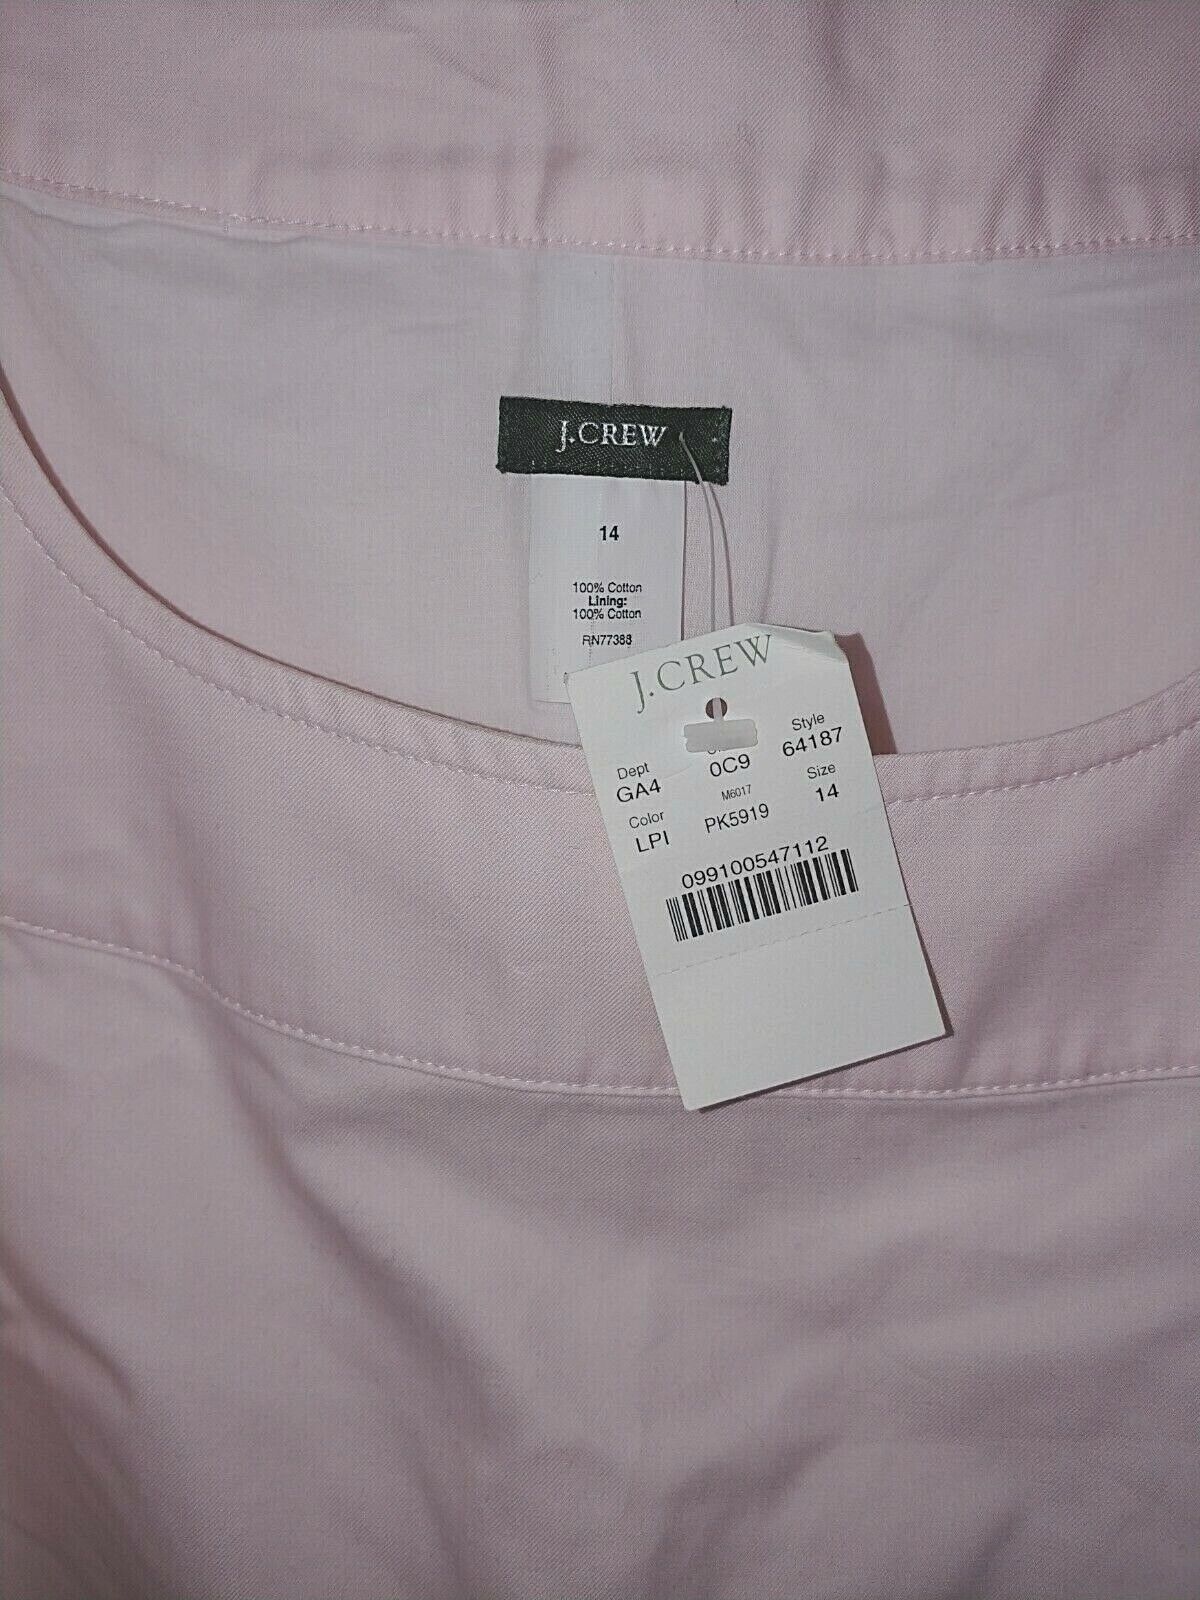 J.CREW
14
100% Cotton
Lining:
100% Cotton
RN77388
J.CREW
Dept
GA4
0C9
Style
64187
Color
LPI
M6017
PK5919
Size
14
099100547112